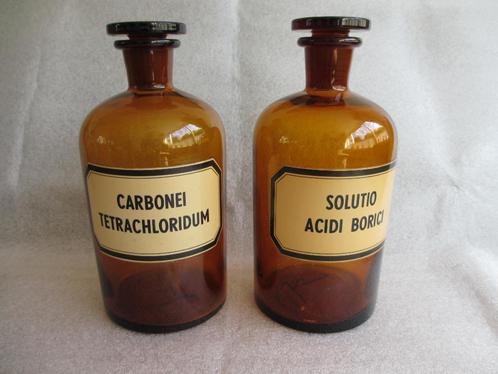 CARBONEI
TETRACHLORIDUM
SOLUTIO
ACIDI BORICI